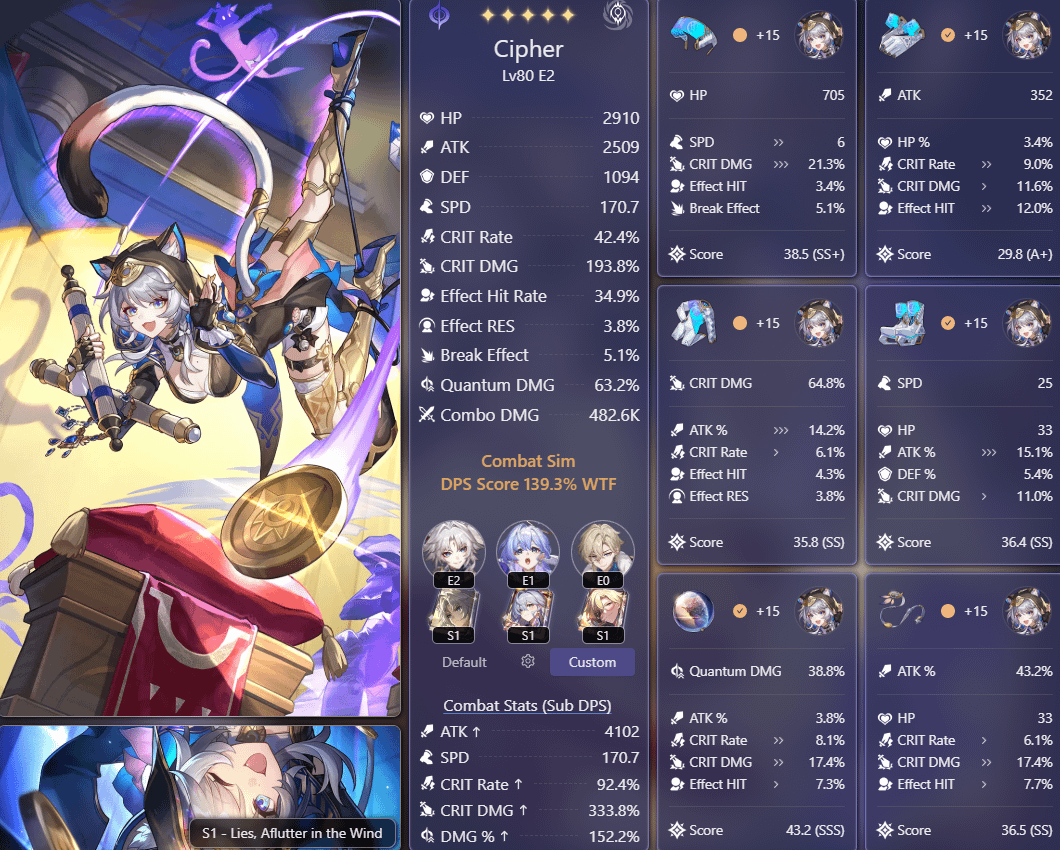 Cipher
Lv80 E2
HP 2910
ATK 2509
DEF 1094
SPD 170.7
CRIT Rate 42.4%
CRIT DMG 193.8%
Effect Hit Rate 34.9%
Effect RES 3.8%
Break Effect 5.1%
Quantum DMG 63.2%
Combo DMG 482.6K
Combat Sim
DPS Score 139.3% WTF
E2 E1 E0
S1 S1 S1
Default Custom
Combat Stats (Sub DPS)
ATK ↑ 4102
SPD 170.7
CRIT Rate ↑ 92.4%
CRIT DMG ↑ 333.8%
DMG % ↑ 152.2%
S1 - Lies, Aflutter in the Wind
+15
HP 705
SPD >> 6
CRIT DMG >>> 21.3%
Effect HIT 3.4%
Break Effect 5.1%
Score 38.5 (SS+)
+15
ATK 352
HP % 3.4%
CRIT Rate >> 9.0%
CRIT DMG > 11.6%
Effect HIT >> 12.0%
Score 29.8 (A+)
+15
CRIT DMG 64.8%
ATK % >>> 14.2%
CRIT Rate > 6.1%
Effect HIT 4.3%
Effect RES 3.8%
Score 35.8 (SS)
+15
SPD 25
HP 33
ATK % >>> 15.1%
DEF % 5.4%
CRIT DMG > 11.0%
Score 36.4 (SS)
+15
Quantum DMG 38.8%
ATK % 3.8%
CRIT Rate >> 8.1%
CRIT DMG >> 17.4%
Effect HIT > 7.3%
Score 43.2 (SSS)
+15
ATK % 43.2%
HP 33
CRIT Rate > 6.1%
CRIT DMG >> 17.4%
Effect HIT > 7.7%
Score 36.5 (SS)